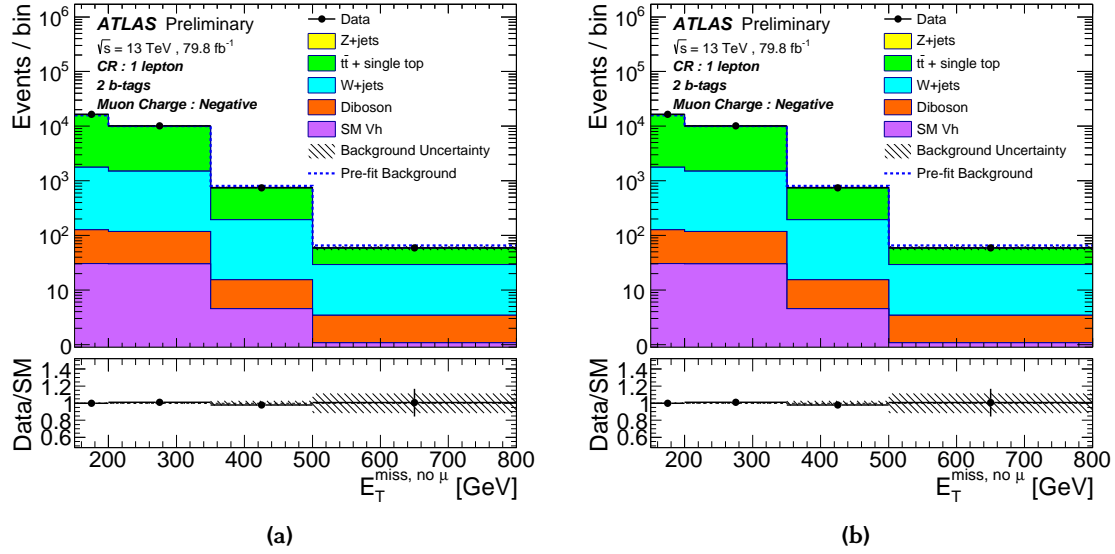 Events / bin
10⁶
10⁵
10⁴
10³
10²
10
0
ATLAS Preliminary
√s = 13 TeV , 79.8 fb⁻¹
CR : 1 lepton
2 b-tags
Muon Charge : Negative
Data
Z+jets
tt̄ + single top
W+jets
Diboson
SM Vh
Background Uncertainty
Pre-fit Background
Data/SM
1.4
1.2
1
0.8
0.6
200 300 400 500 600 700 800
E_T^{miss, no μ} [GeV]
(a)
Events / bin
10⁶
10⁵
10⁴
10³
10²
10
0
ATLAS Preliminary
√s = 13 TeV , 79.8 fb⁻¹
CR : 1 lepton
2 b-tags
Muon Charge : Negative
Data
Z+jets
tt̄ + single top
W+jets
Diboson
SM Vh
Background Uncertainty
Pre-fit Background
Data/SM
1.4
1.2
1
0.8
0.6
200 300 400 500 600 700 800
E_T^{miss, no μ} [GeV]
(b)